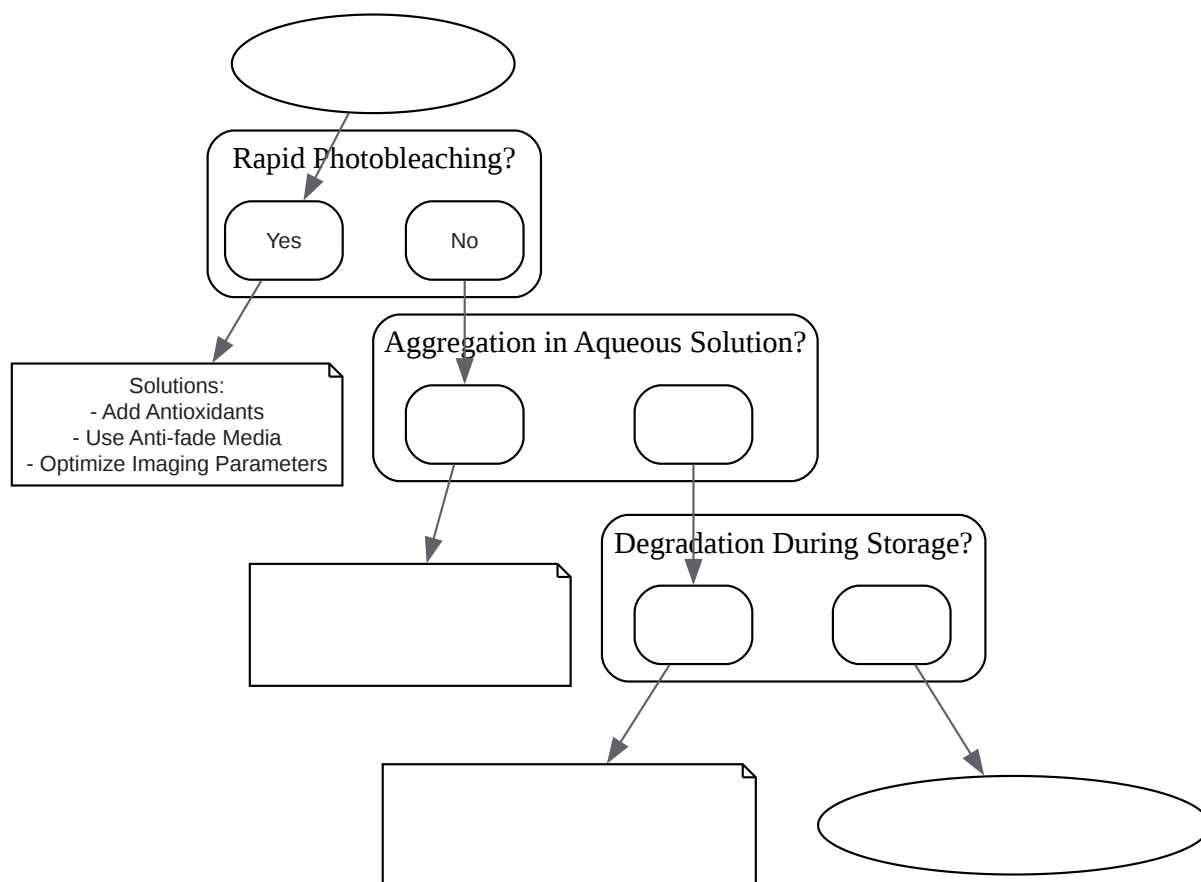 Rapid Photobleaching?
Yes
No
Solutions:
- Add Antioxidants
- Use Anti-fade Media
- Optimize Imaging Parameters
Aggregation in Aqueous Solution?
Degradation During Storage?